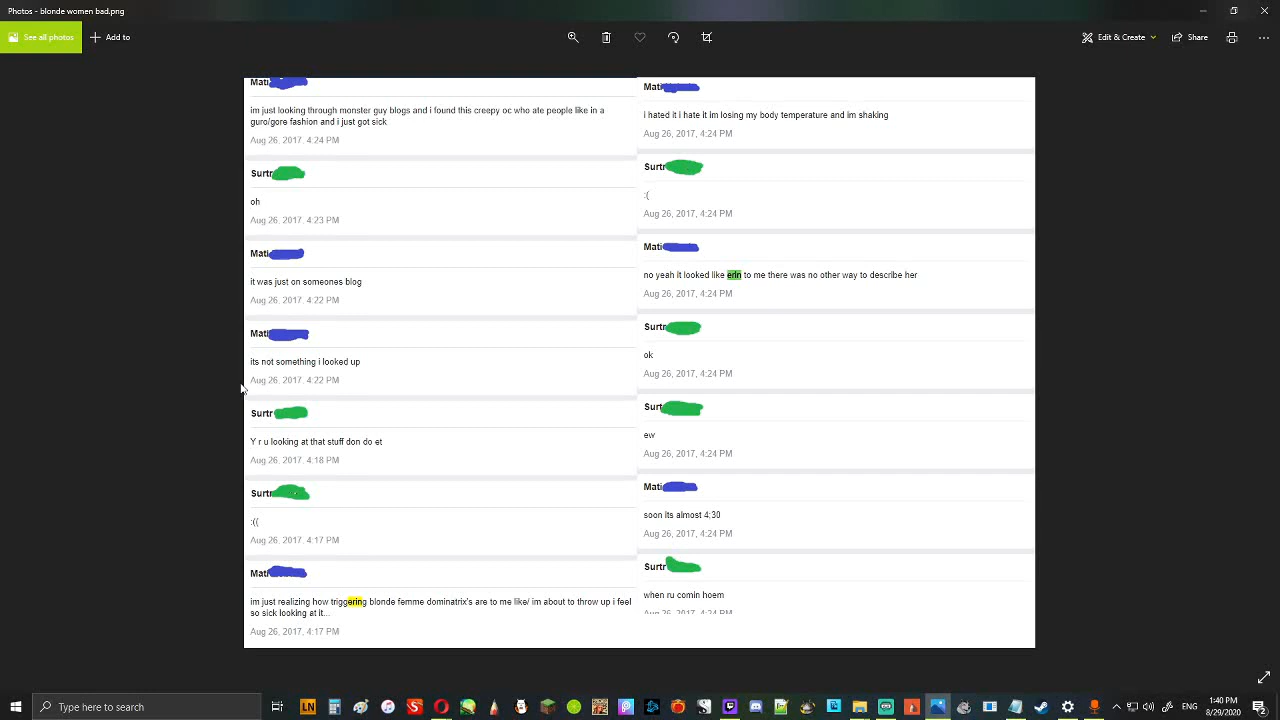 Photos - blonde women bad.png
See all photos
Add to
Edit & Create
Share
Mati
im just looking through monster guy blogs and i found this creepy oc who ate people like in a
guro/gore fashion and i just got sick
Aug 26, 2017, 4:24 PM
Surtr
oh
Aug 26, 2017, 4:23 PM
Mati
it was just on someones blog
Aug 26, 2017, 4:22 PM
Mati
its not something i looked up
Aug 26, 2017, 4:22 PM
Surtr
Y r u looking at that stuff don do et
Aug 26, 2017, 4:18 PM
Surtr
:((
Aug 26, 2017, 4:17 PM
Mati
im just realizing how triggering blonde femme dominatrix's are to me like/ im about to throw up i feel
so sick looking at it...
Aug 26, 2017, 4:17 PM
Mati
i hated it i hate it im losing my body temperature and im shaking
Aug 26, 2017, 4:24 PM
Surtr
:(
Aug 26, 2017, 4:24 PM
Mati
no yeah it looked like erin to me there was no other way to describe her
Aug 26, 2017, 4:24 PM
Surtr
ok
Aug 26, 2017, 4:24 PM
Surt
ew
Aug 26, 2017, 4:24 PM
Mati
soon its almost 4;30
Aug 26, 2017, 4:24 PM
Surtr
when ru comin hoem
Aug 26, 2017, 4:24 PM
Type here to search
LN
1:40 PM
8/29/2020